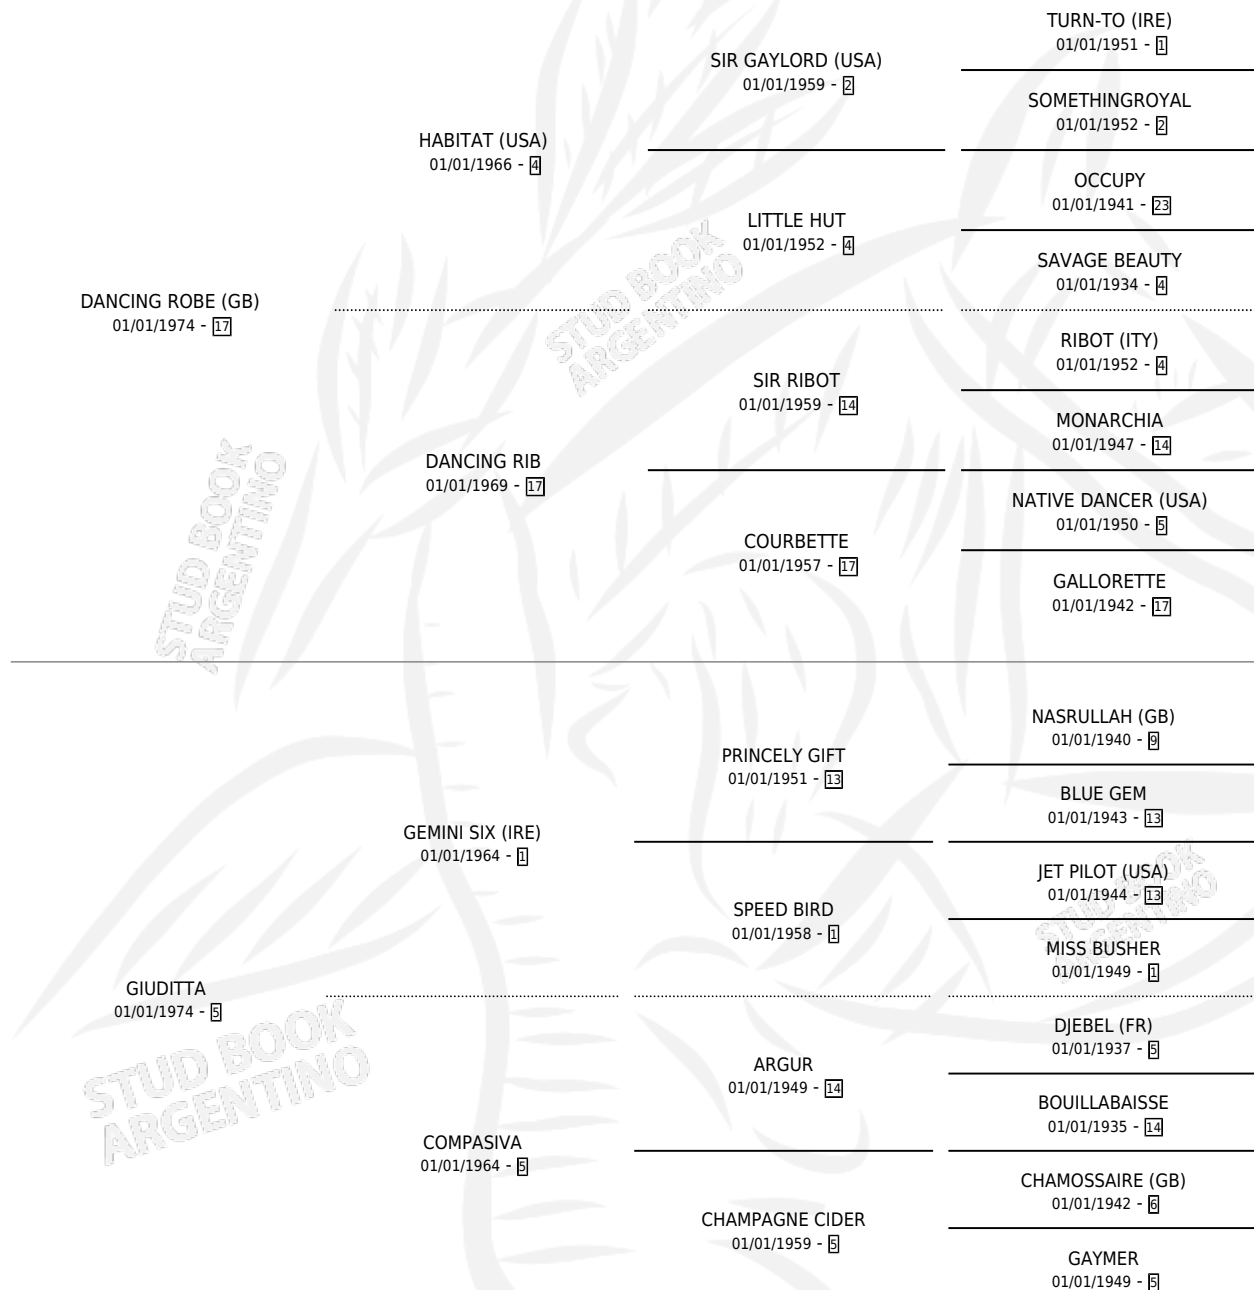 TURN-TO (IRE)
01/01/1951 - 1
SIR GAYLORD (USA)
01/01/1959 - 2
SOMETHINGROYAL
01/01/1952 - 2
HABITAT (USA)
01/01/1966 - 4
OCCUPY
01/01/1941 - 23
LITTLE HUT
01/01/1952 - 4
SAVAGE BEAUTY
01/01/1934 - 4
DANCING ROBE (GB)
01/01/1974 - 17
STUD BOOK
ARGENTINO
RIBOT (ITY)
01/01/1952 - 4
SIR RIBOT
01/01/1959 - 14
MONARCHIA
01/01/1947 - 14
DANCING RIB
01/01/1969 - 17
NATIVE DANCER (USA)
01/01/1950 - 5
COURBETTE
01/01/1957 - 17
GALLORETTE
01/01/1942 - 17
STUD BOOK
ARGENTINO
NASRULLAH (GB)
01/01/1940 - 9
PRINCELY GIFT
01/01/1951 - 13
BLUE GEM
01/01/1943 - 13
GEMINI SIX (IRE)
01/01/1964 - 1
JET PILOT (USA)
01/01/1944 - 13
SPEED BIRD
01/01/1958 - 1
MISS BUSHER
01/01/1949 - 1
STUD BOOK
ARGENTINO
GIUDITTA
01/01/1974 - 5
DJEBEL (FR)
01/01/1937 - 5
ARGUR
01/01/1949 - 14
BOUILLABAISSE
01/01/1935 - 14
STUD BOOK
ARGENTINO
COMPASIVA
01/01/1964 - 5
CHAMOSSAIRE (GB)
01/01/1942 - 6
CHAMPAGNE CIDER
01/01/1959 - 5
GAYMER
01/01/1949 - 5